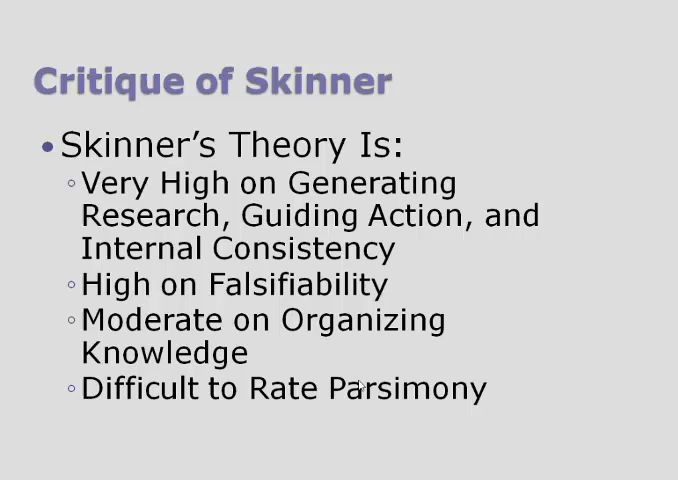 Critique of Skinner
• Skinner's Theory Is:
◦ Very High on Generating
Research, Guiding Action, and
Internal Consistency
◦ High on Falsifiability
◦ Moderate on Organizing
Knowledge
◦ Difficult to Rate Parsimony